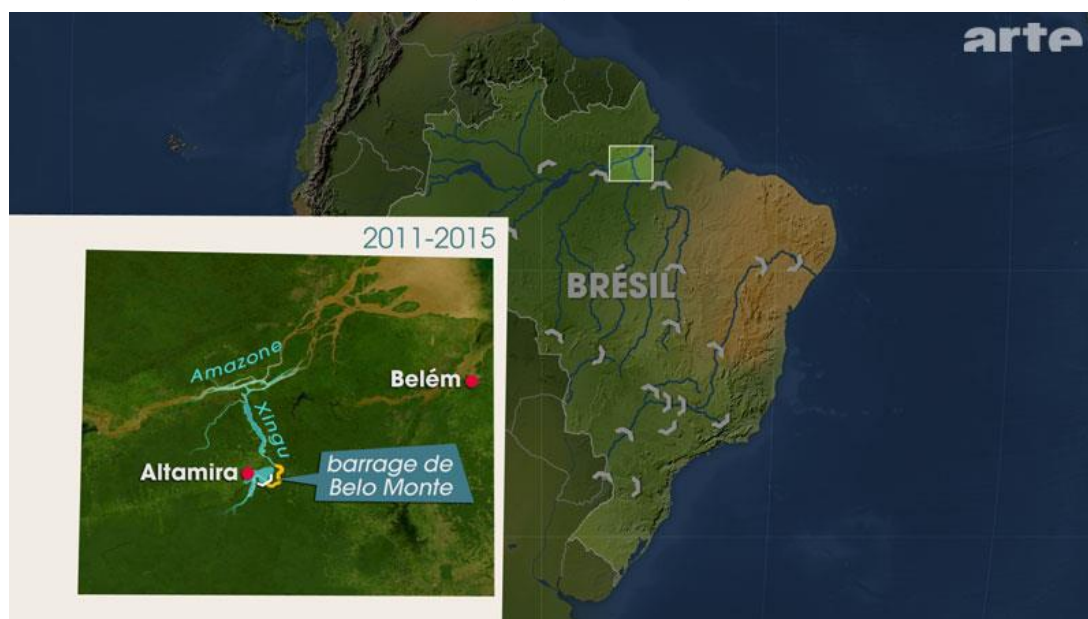 arte
2011-2015
BRÉSIL
Amazone
Belém
Xingu
Altamira
barrage de
Belo Monte